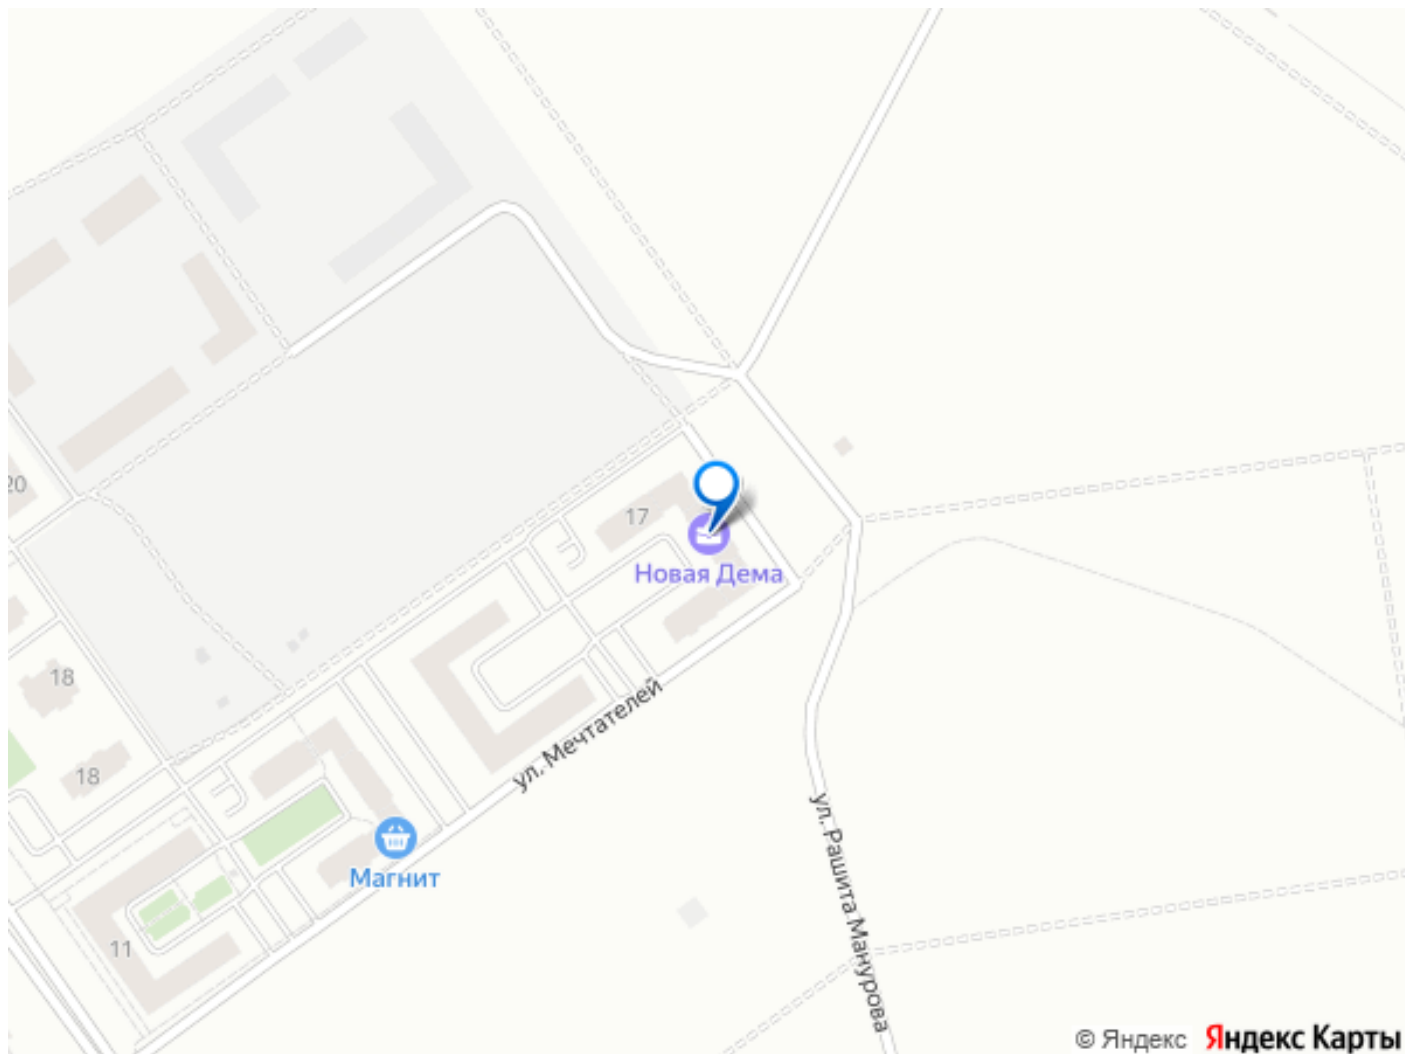 20
17
Новая Дема
18
ул. Мечтателей
18
ул. Рашита Манурова
Магнит
11
© Яндекс Яндекс Карты